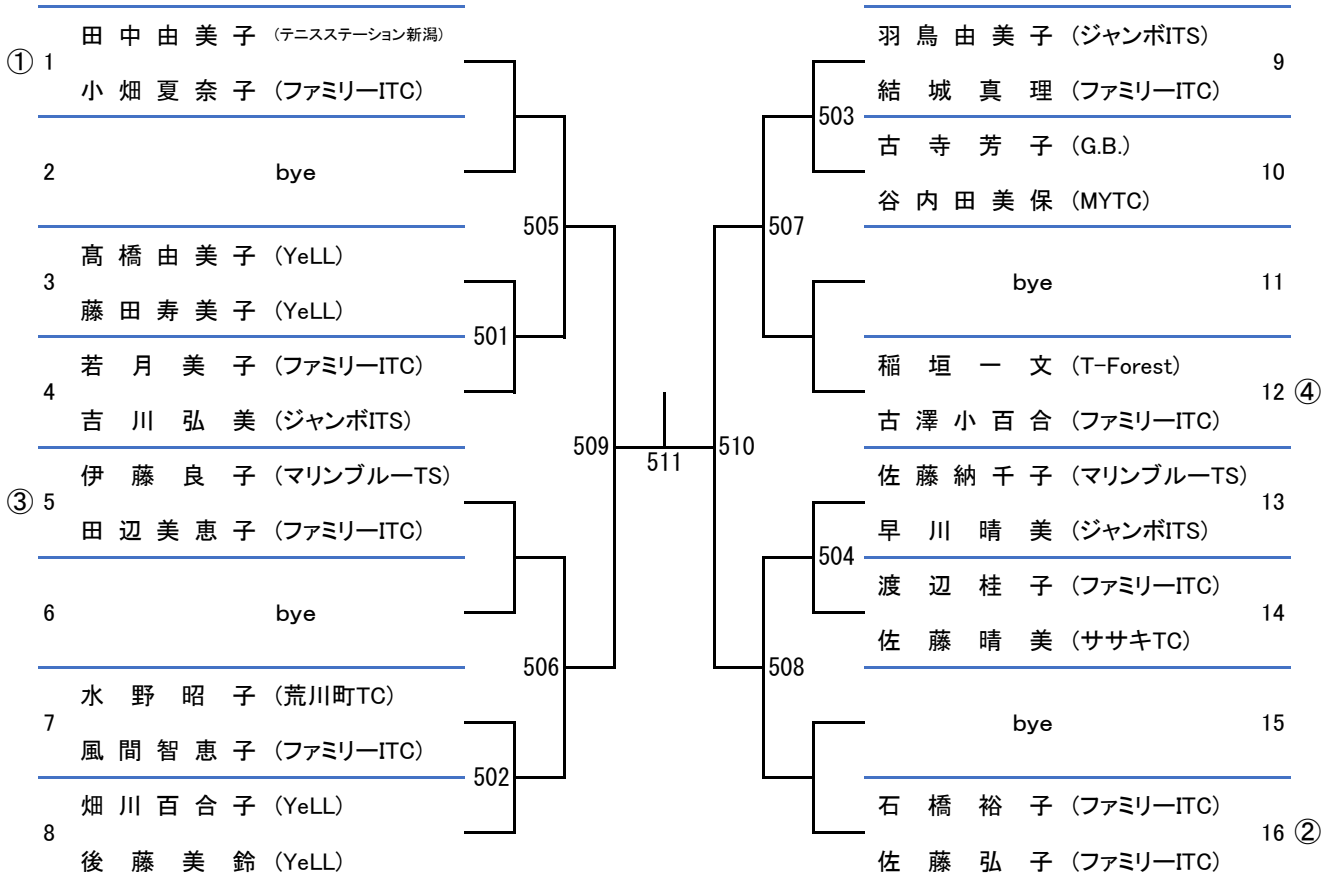 田中由美子 (テニスステーション新潟)
① 1
小畑夏奈子 (ファミリーITC)
2 bye
髙橋由美子 (YeLL)
3
藤田寿美子 (YeLL)
若月美子 (ファミリーITC)
4
吉川弘美 (ジャンボITS)
伊藤良子 (マリンブルーTS)
③ 5
田辺美恵子 (ファミリーITC)
6 bye
水野昭子 (荒川町TC)
7
風間智恵子 (ファミリーITC)
畑川百合子 (YeLL)
8
後藤美鈴 (YeLL)
505
501
509
506
502
511
503
507
510
504
508
羽鳥由美子 (ジャンボITS)
9
結城真理 (ファミリーITC)
古寺芳子 (G.B.)
10
谷内田美保 (MYTC)
bye 11
稲垣一文 (T-Forest)
12 ④
古澤小百合 (ファミリーITC)
佐藤納千子 (マリンブルーTS)
13
早川晴美 (ジャンボITS)
渡辺桂子 (ファミリーITC)
14
佐藤晴美 (ササキTC)
bye 15
石橋裕子 (ファミリーITC)
16 ②
佐藤弘子 (ファミリーITC)